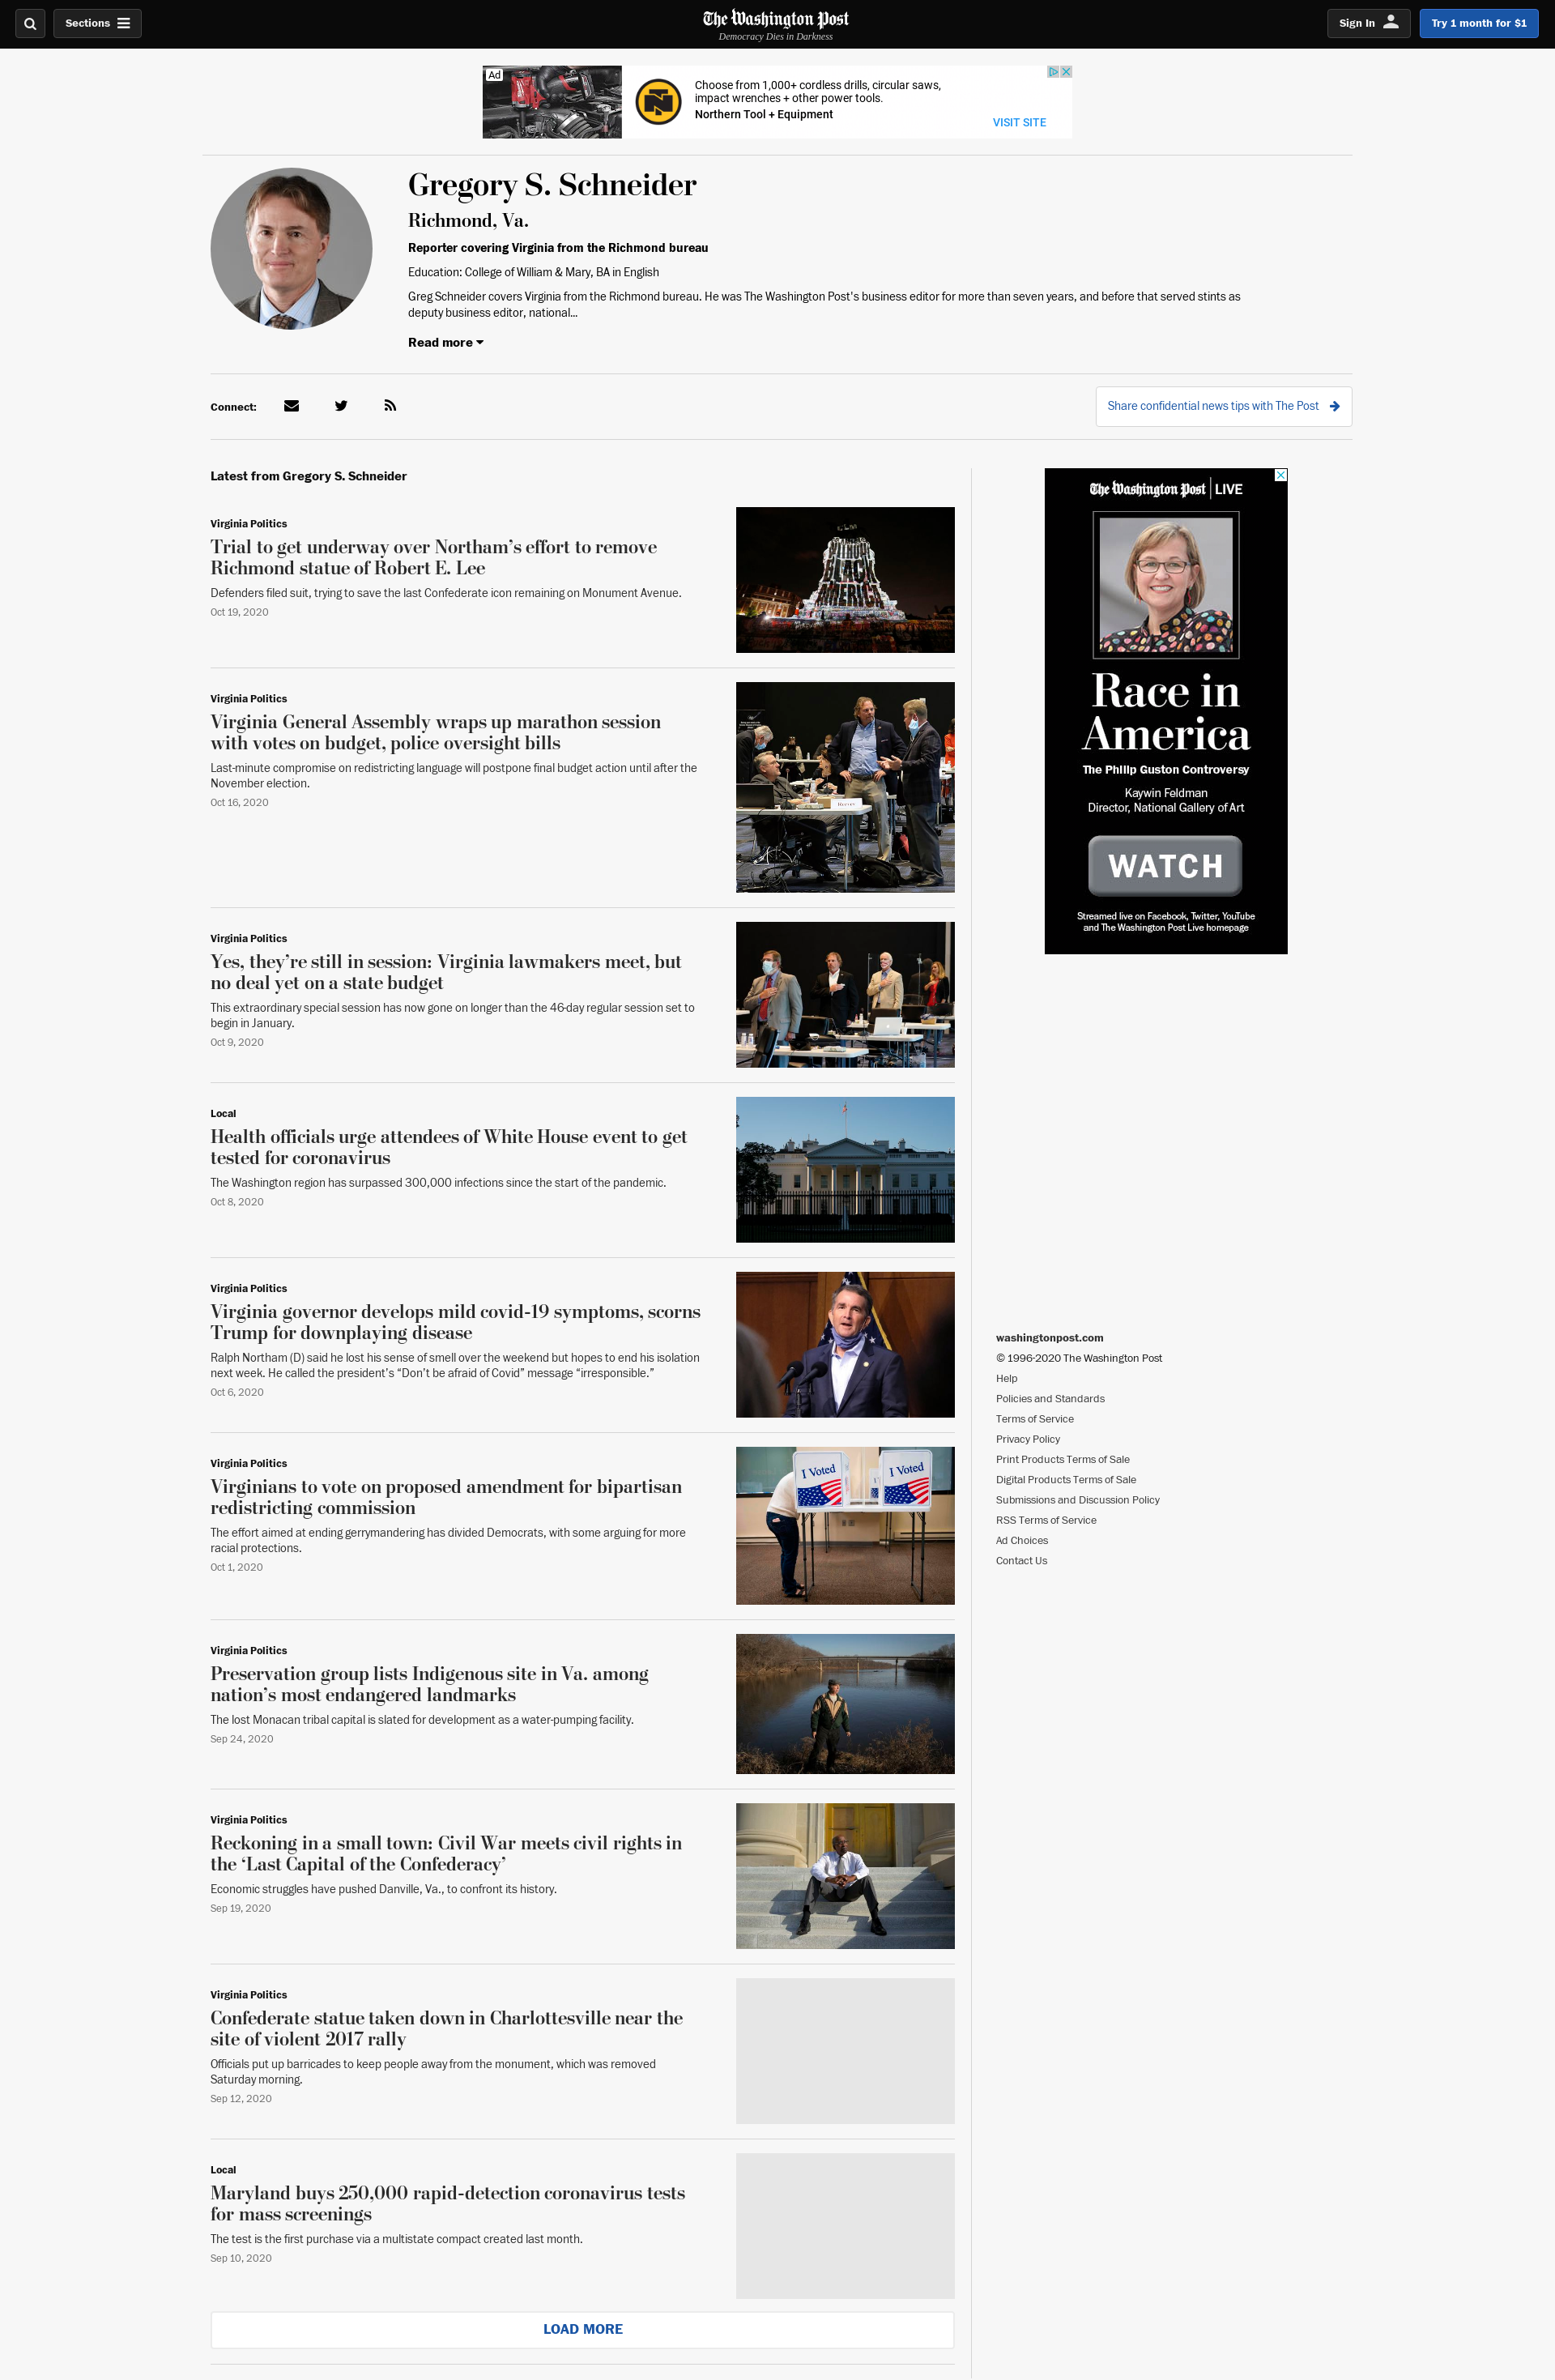 Sections
The Washington Post
Democracy Dies in Darkness
Sign In
Try 1 month for $1
Ad
Choose from 1,000+ cordless drills, circular saws,
impact wrenches + other power tools.
Northern Tool + Equipment
VISIT SITE
Gregory S. Schneider
Richmond, Va.
Reporter covering Virginia from the Richmond bureau
Education: College of William & Mary, BA in English
Greg Schneider covers Virginia from the Richmond bureau. He was The Washington Post's business editor for more than seven years, and before that served stints as
deputy business editor, national...
Read more
Connect:
Share confidential news tips with The Post
Latest from Gregory S. Schneider
Virginia Politics
Trial to get underway over Northam’s effort to remove
Richmond statue of Robert E. Lee
Defenders filed suit, trying to save the last Confederate icon remaining on Monument Avenue.
Oct 19, 2020
Virginia Politics
Virginia General Assembly wraps up marathon session
with votes on budget, police oversight bills
Last-minute compromise on redistricting language will postpone final budget action until after the
November election.
Oct 16, 2020
Virginia Politics
Yes, they’re still in session: Virginia lawmakers meet, but
no deal yet on a state budget
This extraordinary special session has now gone on longer than the 46-day regular session set to
begin in January.
Oct 9, 2020
Local
Health officials urge attendees of White House event to get
tested for coronavirus
The Washington region has surpassed 300,000 infections since the start of the pandemic.
Oct 8, 2020
Virginia Politics
Virginia governor develops mild covid-19 symptoms, scorns
Trump for downplaying disease
Ralph Northam (D) said he lost his sense of smell over the weekend but hopes to end his isolation
next week. He called the president’s “Don’t be afraid of Covid” message “irresponsible.”
Oct 6, 2020
Virginia Politics
Virginians to vote on proposed amendment for bipartisan
redistricting commission
The effort aimed at ending gerrymandering has divided Democrats, with some arguing for more
racial protections.
Oct 1, 2020
I Voted
I Voted
Virginia Politics
Preservation group lists Indigenous site in Va. among
nation’s most endangered landmarks
The lost Monacan tribal capital is slated for development as a water-pumping facility.
Sep 24, 2020
Virginia Politics
Reckoning in a small town: Civil War meets civil rights in
the ‘Last Capital of the Confederacy’
Economic struggles have pushed Danville, Va., to confront its history.
Sep 19, 2020
Virginia Politics
Confederate statue taken down in Charlottesville near the
site of violent 2017 rally
Officials put up barricades to keep people away from the monument, which was removed
Saturday morning.
Sep 12, 2020
Local
Maryland buys 250,000 rapid-detection coronavirus tests
for mass screenings
The test is the first purchase via a multistate compact created last month.
Sep 10, 2020
LOAD MORE
The Washington Post LIVE
Race in
America
The Philip Guston Controversy
Kaywin Feldman
Director, National Gallery of Art
WATCH
Streamed live on Facebook, Twitter, YouTube
and The Washington Post Live homepage
washingtonpost.com
© 1996-2020 The Washington Post
Help
Policies and Standards
Terms of Service
Privacy Policy
Print Products Terms of Sale
Digital Products Terms of Sale
Submissions and Discussion Policy
RSS Terms of Service
Ad Choices
Contact Us